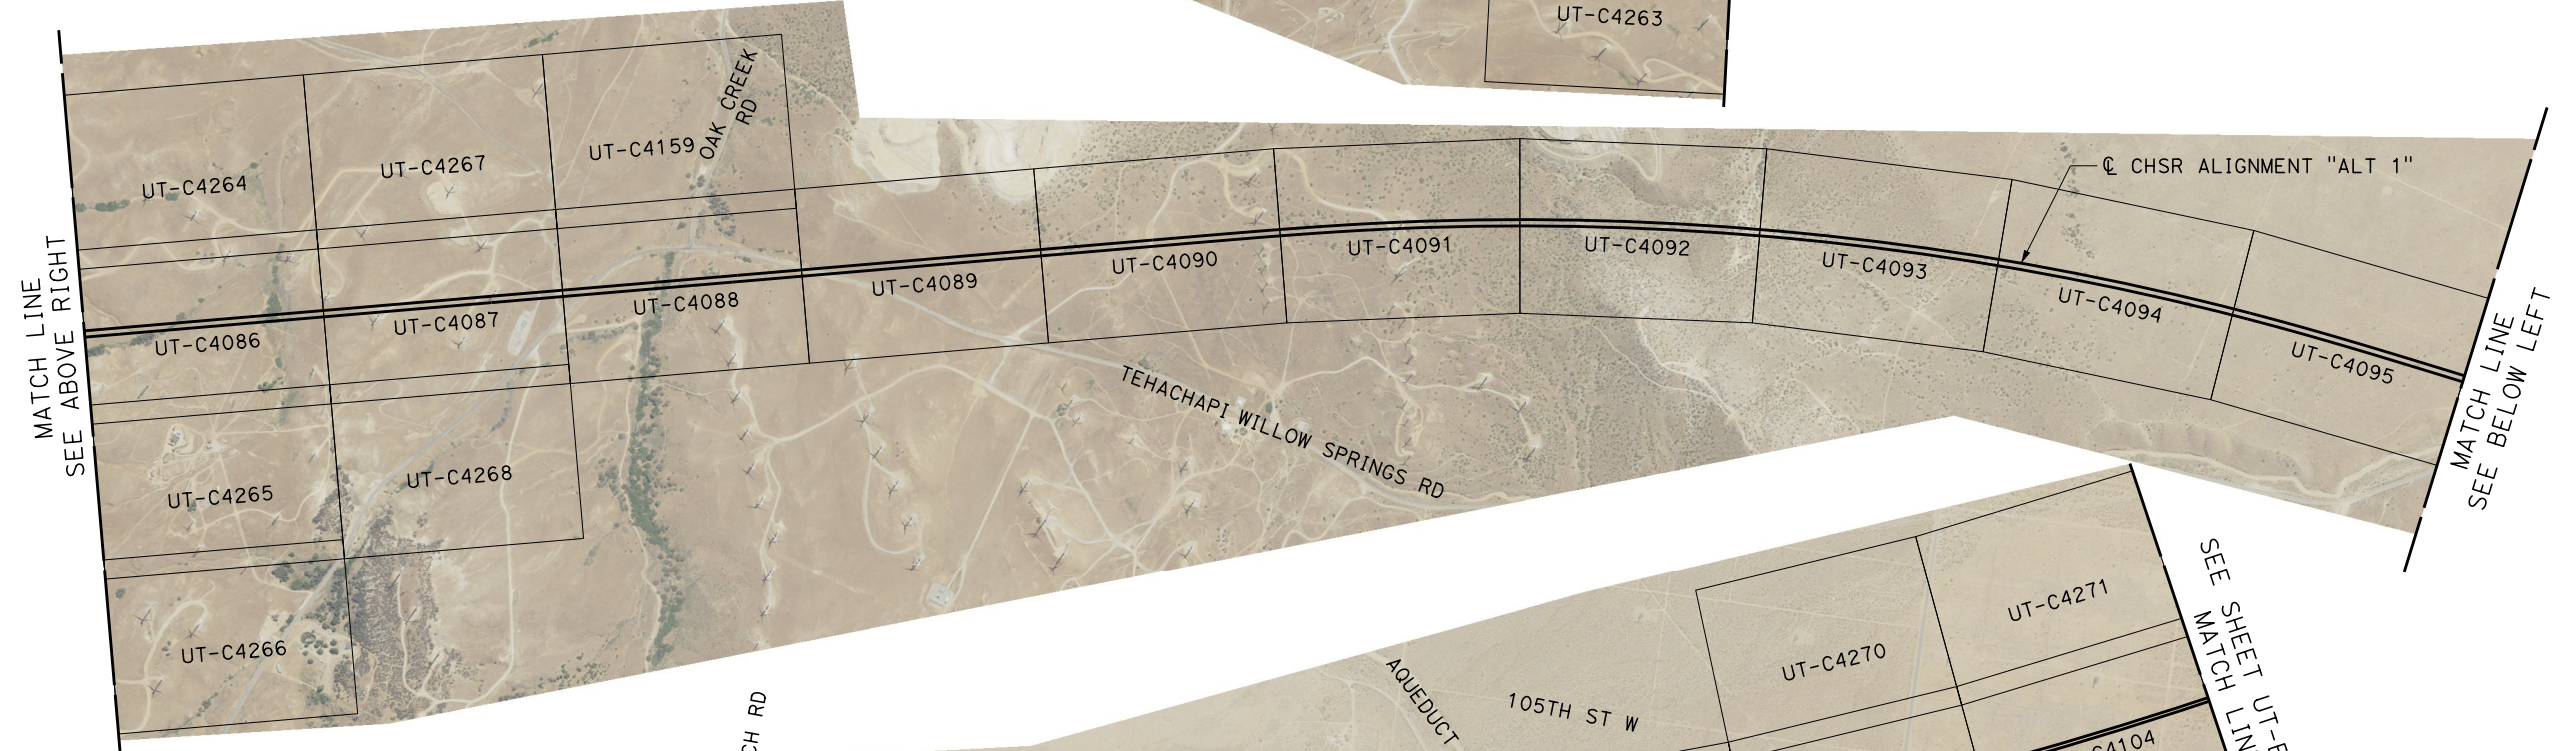 UT-C4263
OAK CREEK
RD
UT-C4264
UT-C4267
UT-C4159
℄ CHSR ALIGNMENT "ALT 1"
MATCH LINE
SEE ABOVE RIGHT
UT-C4086
UT-C4087
UT-C4088
UT-C4089
UT-C4090
UT-C4091
UT-C4092
UT-C4093
UT-C4094
UT-C4095
MATCH LINE
SEE BELOW LEFT
TEHACHAPI WILLOW SPRINGS RD
UT-C4265
UT-C4268
UT-C4266
UT-C4270
UT-C4271
105TH ST W
AQUEDUCT
RD
SEE SHEET
MATCH